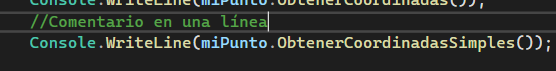 Console.WriteLine(miPunto.ObtenerCoordinadas());
//Comentario en una línea
Console.WriteLine(miPunto.ObtenerCoordinadasSimples());